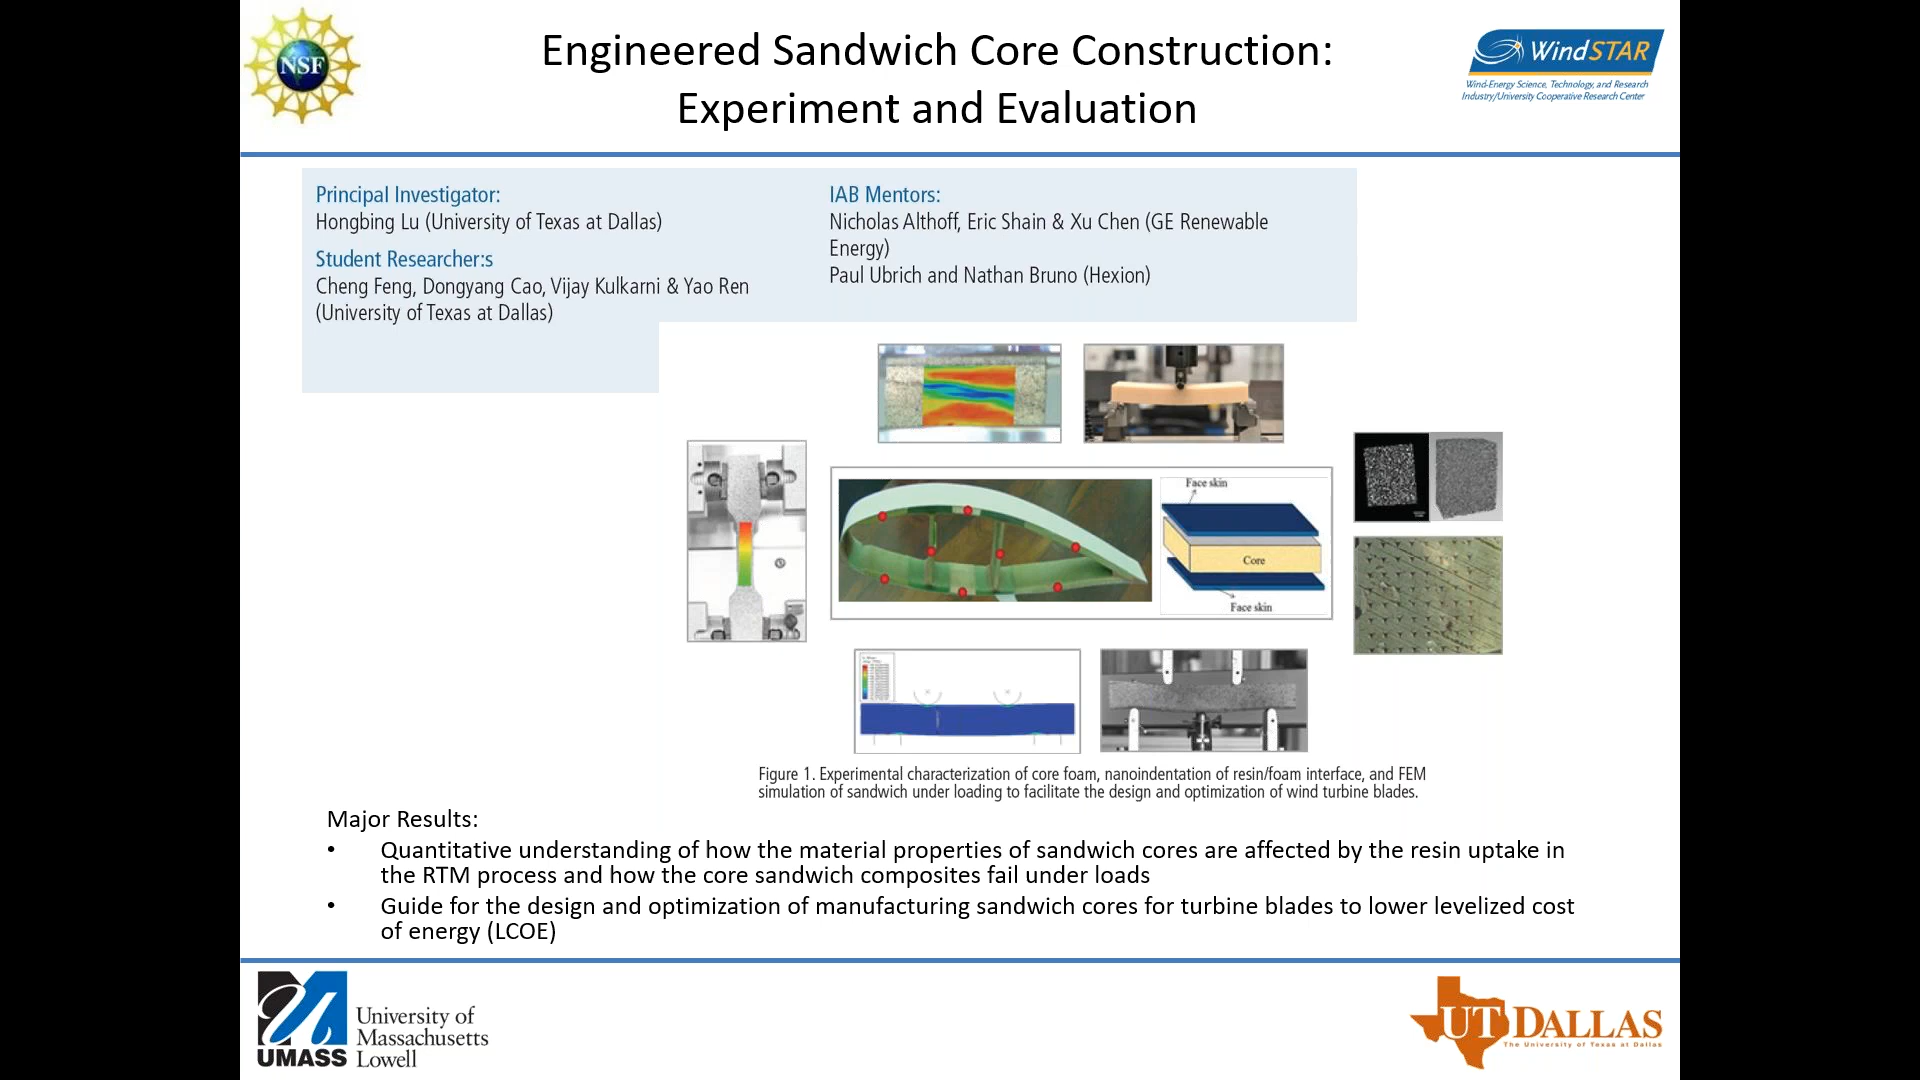 NSF
Engineered Sandwich Core Construction:
Experiment and Evaluation
WindSTAR
Wind-Energy Science, Technology, and Research
Industry/University Cooperative Research Center
Principal Investigator:
Hongbing Lu (University of Texas at Dallas)
Student Researcher:s
Cheng Feng, Dongyang Cao, Vijay Kulkarni & Yao Ren
(University of Texas at Dallas)
IAB Mentors:
Nicholas Althoff, Eric Shain & Xu Chen (GE Renewable
Energy)
Paul Ubrich and Nathan Bruno (Hexion)
Face skin
Core
Face skin
Figure 1. Experimental characterization of core foam, nanoindentation of resin/foam interface, and FEM
simulation of sandwich under loading to facilitate the design and optimization of wind turbine blades.
Major Results:
• Quantitative understanding of how the material properties of sandwich cores are affected by the resin uptake in
the RTM process and how the core sandwich composites fail under loads
• Guide for the design and optimization of manufacturing sandwich cores for turbine blades to lower levelized cost
of energy (LCOE)
UMASS
University of
Massachusetts
Lowell
UT DALLAS
The University of Texas at Dallas